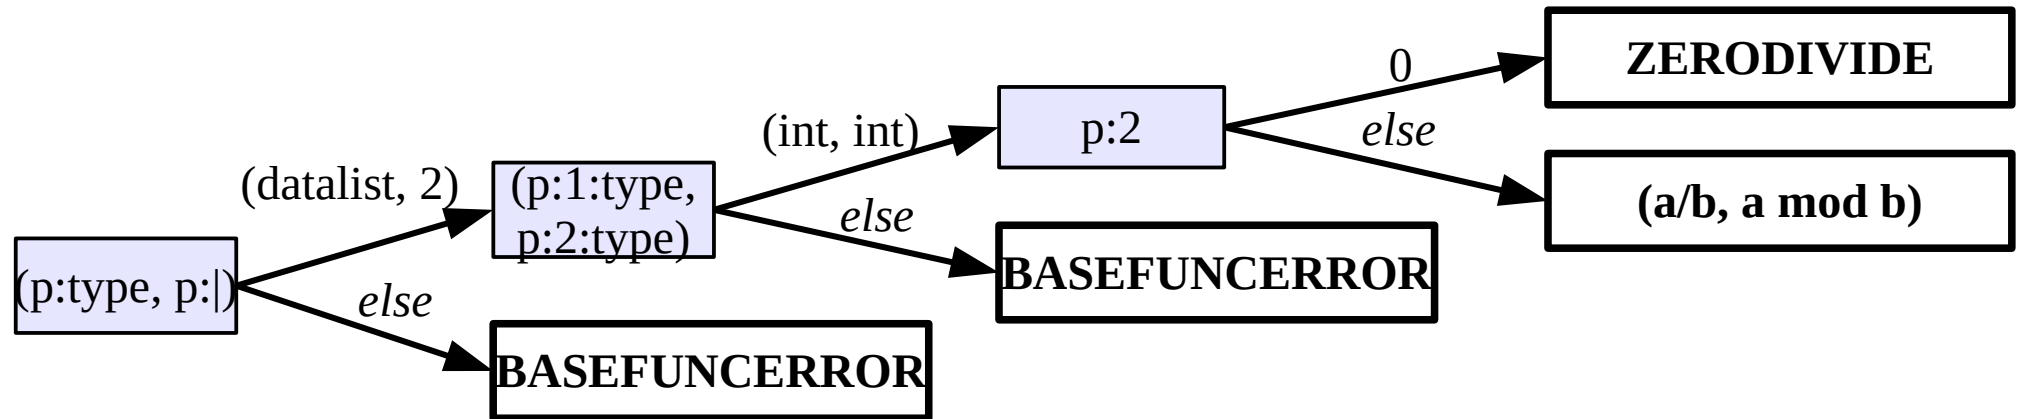 (p:type, p:|)
(datalist, 2)
else
(p:1:type,
p:2:type)
BASEFUNCERROR
(int, int)
else
p:2
BASEFUNCERROR
0
else
ZERODIVIDE
(a/b, a mod b)